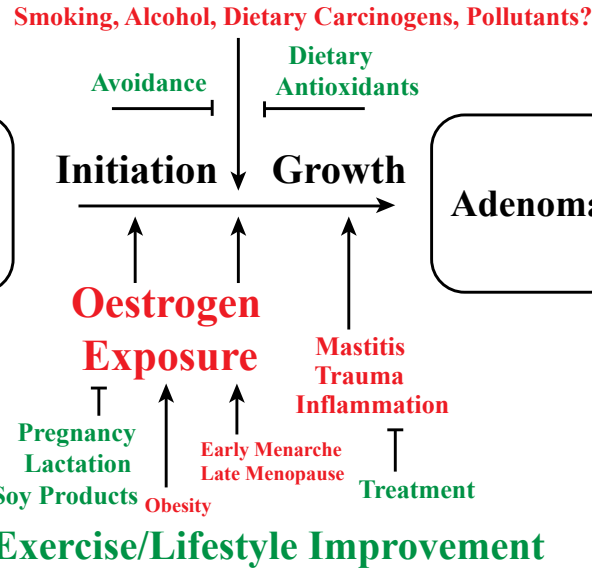 Smoking, Alcohol, Dietary Carcinogens, Pollutants?
Avoidance
Dietary
Antioxidants
Initiation
Growth
Adenoma
Oestrogen
Exposure
Mastitis
Trauma
Inflammation
Pregnancy
Lactation
Soy Products
Obesity
Early Menarche
Late Menopause
Treatment
Exercise/Lifestyle Improvement